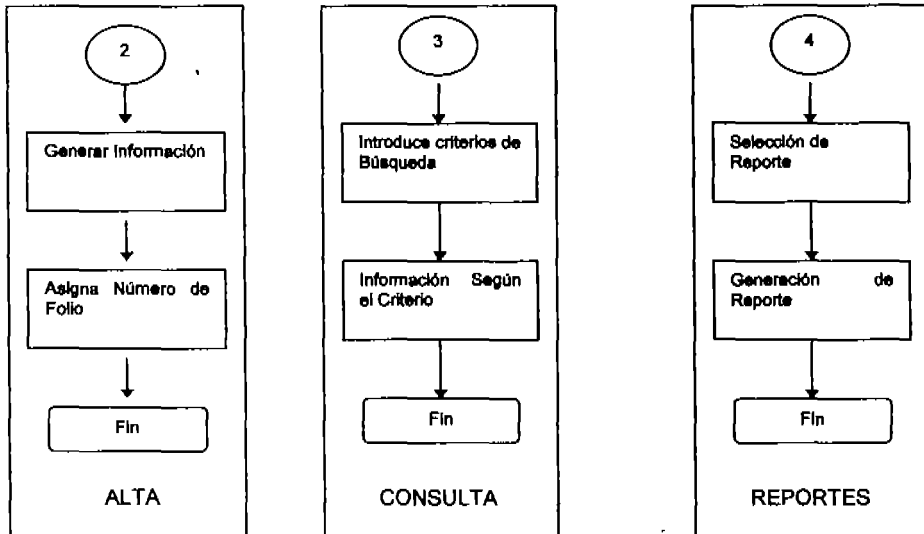 2
Generar Información
Asigna Número de
Folio
Fin
ALTA
3
Introduce criterios de
Búsqueda
Información Según
el Criterio
Fin
CONSULTA
4
Selección de
Reporte
Generación de
Reporte
Fin
REPORTES